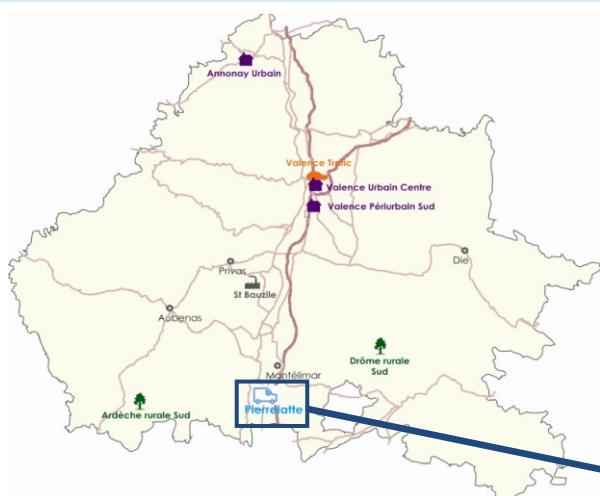 Annonay Urbain
Valence Trafic
Valence Urbain Centre
Valence Périurbain Sud
Die
Privas
St Bauzile
Aubenas
Drôme rurale
Sud
Montélimar
Ardèche rurale Sud
Pierrelatte